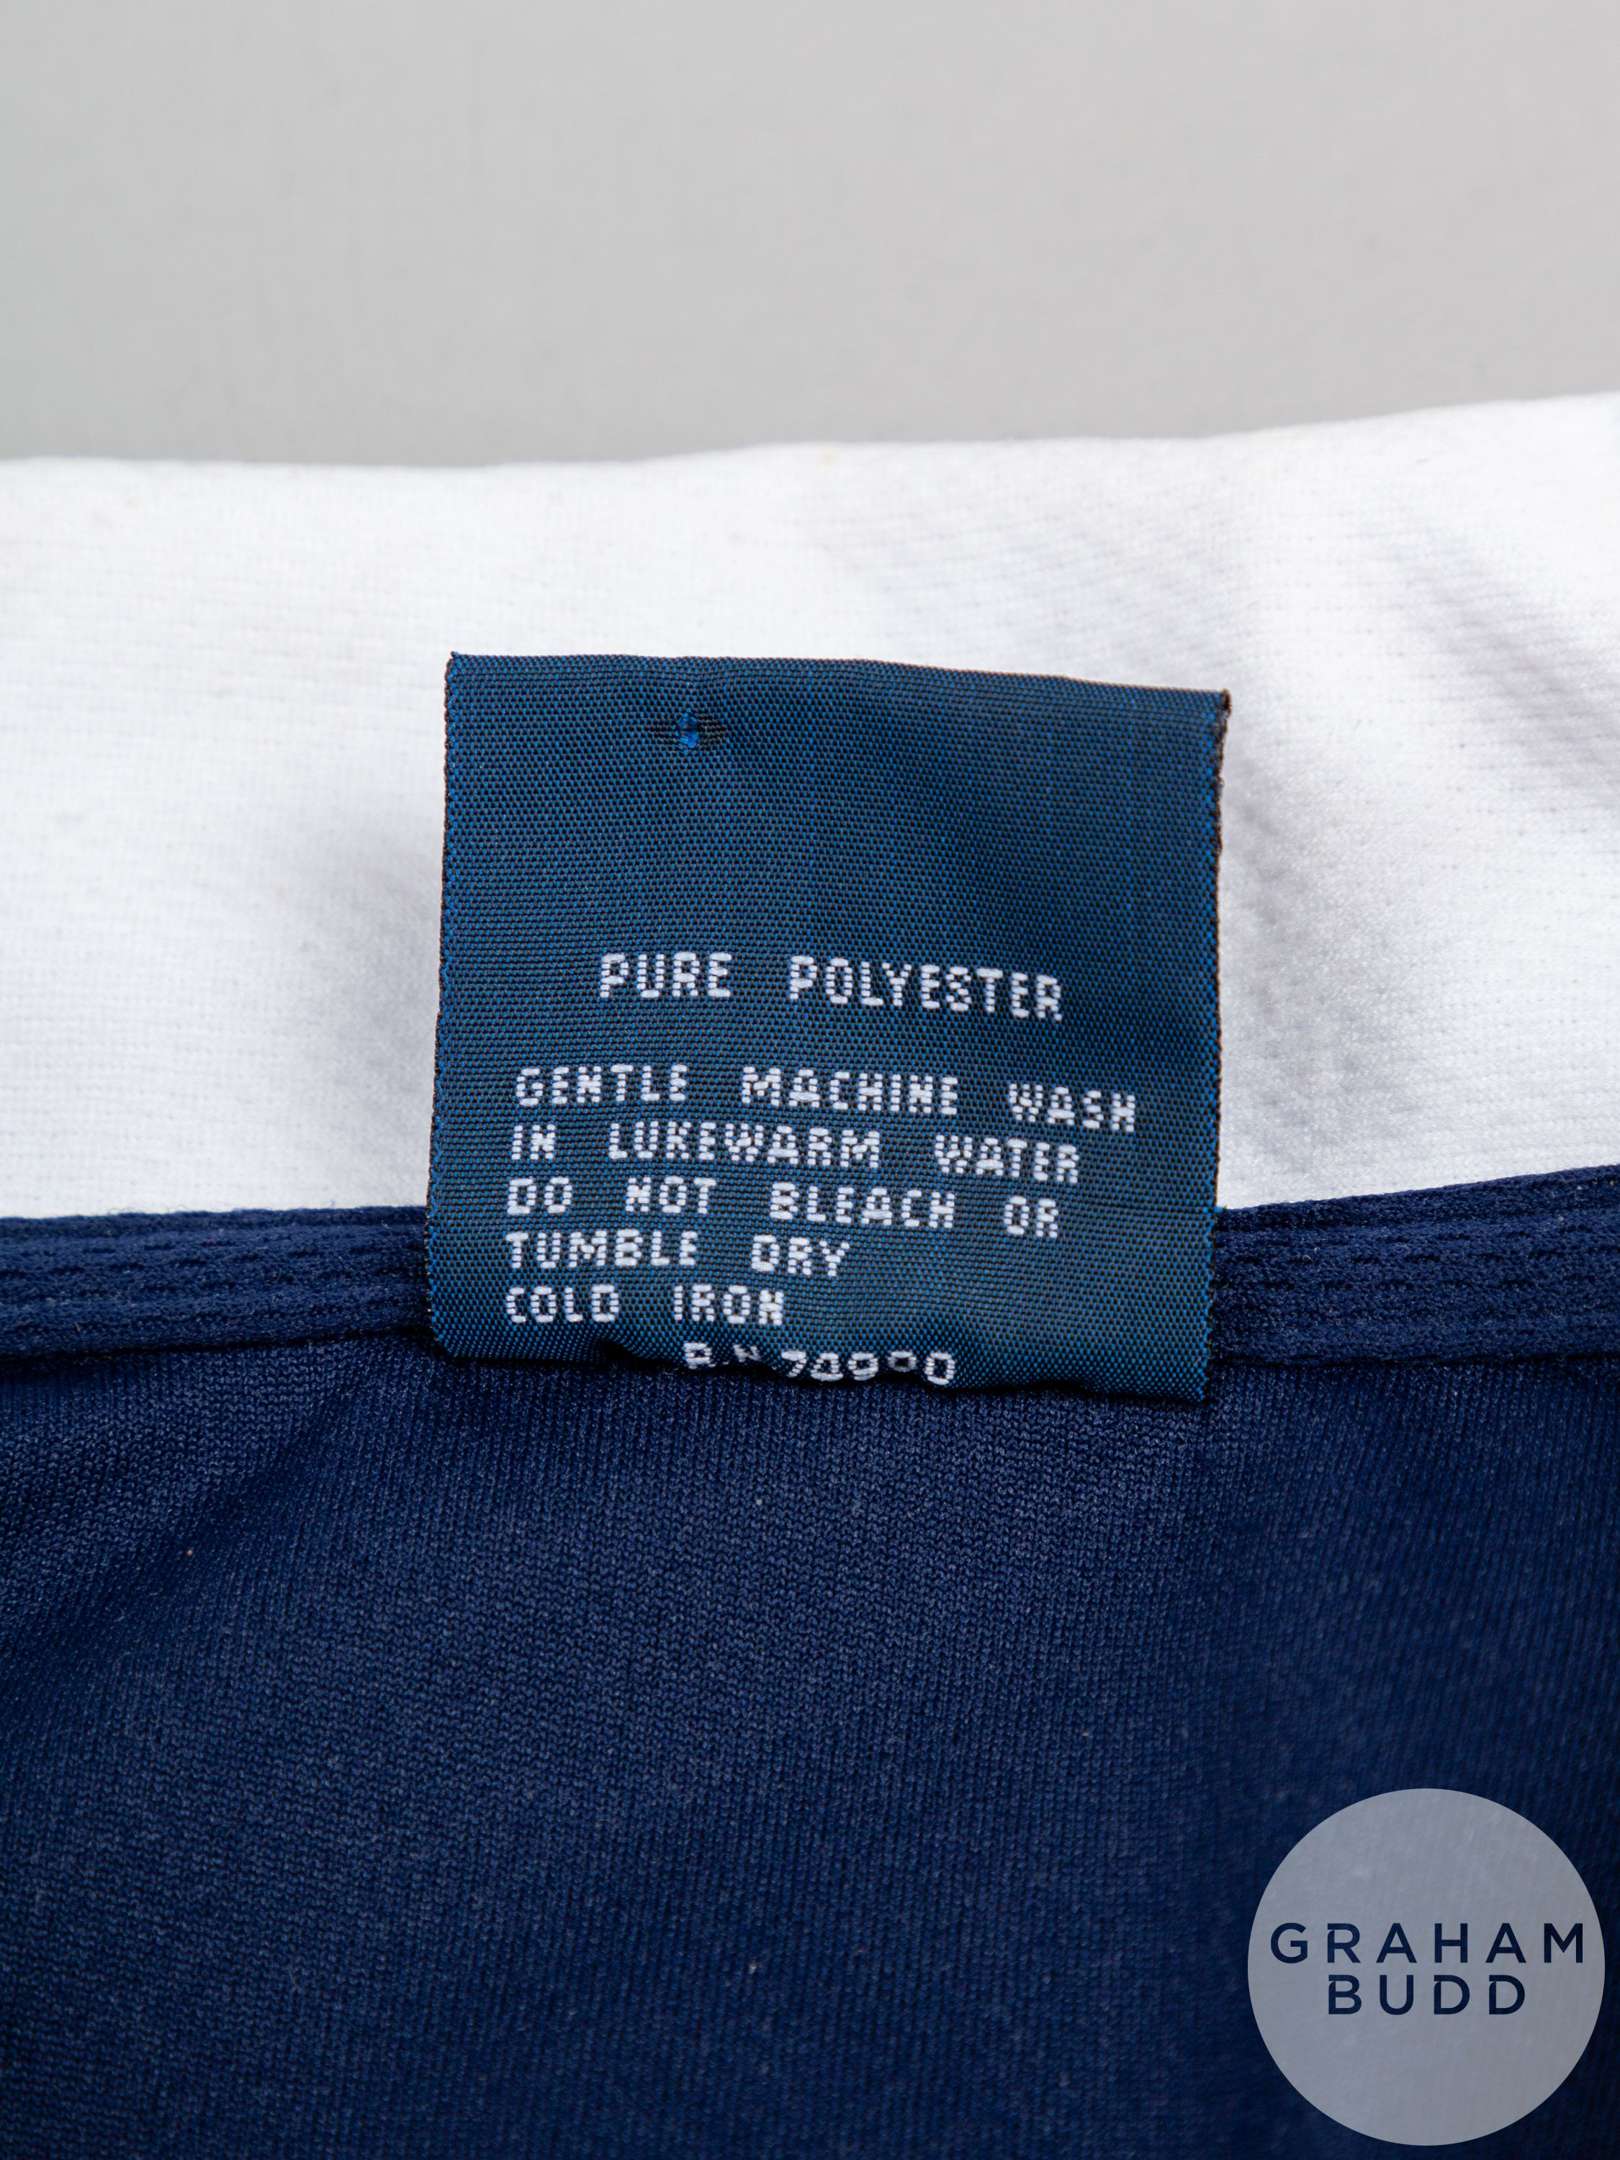 PURE POLYESTER
GENTLE MACHINE WASH
IN LUKEWARM WATER
DO NOT BLEACH OR
TUMBLE DRY
COLD IRON
GRAHAM
BUDD